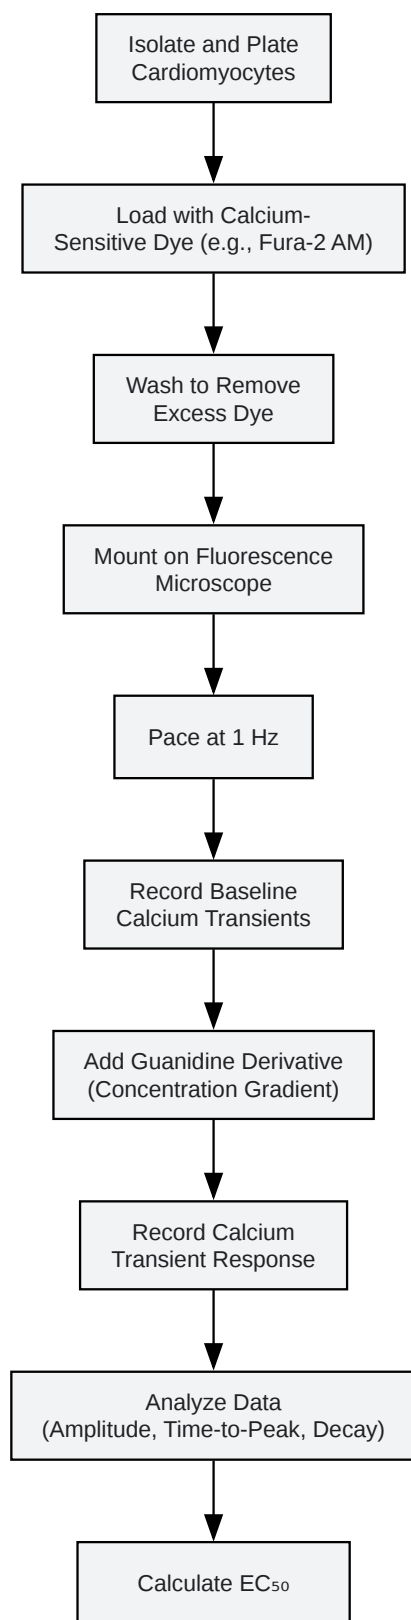 Isolate and Plate
Cardiomyocytes
Load with Calcium-
Sensitive Dye (e.g., Fura-2 AM)
Wash to Remove
Excess Dye
Mount on Fluorescence
Microscope
Pace at 1 Hz
Record Baseline
Calcium Transients
Add Guanidine Derivative
(Concentration Gradient)
Record Calcium
Transient Response
Analyze Data
(Amplitude, Time-to-Peak, Decay)
Calculate EC₅₀